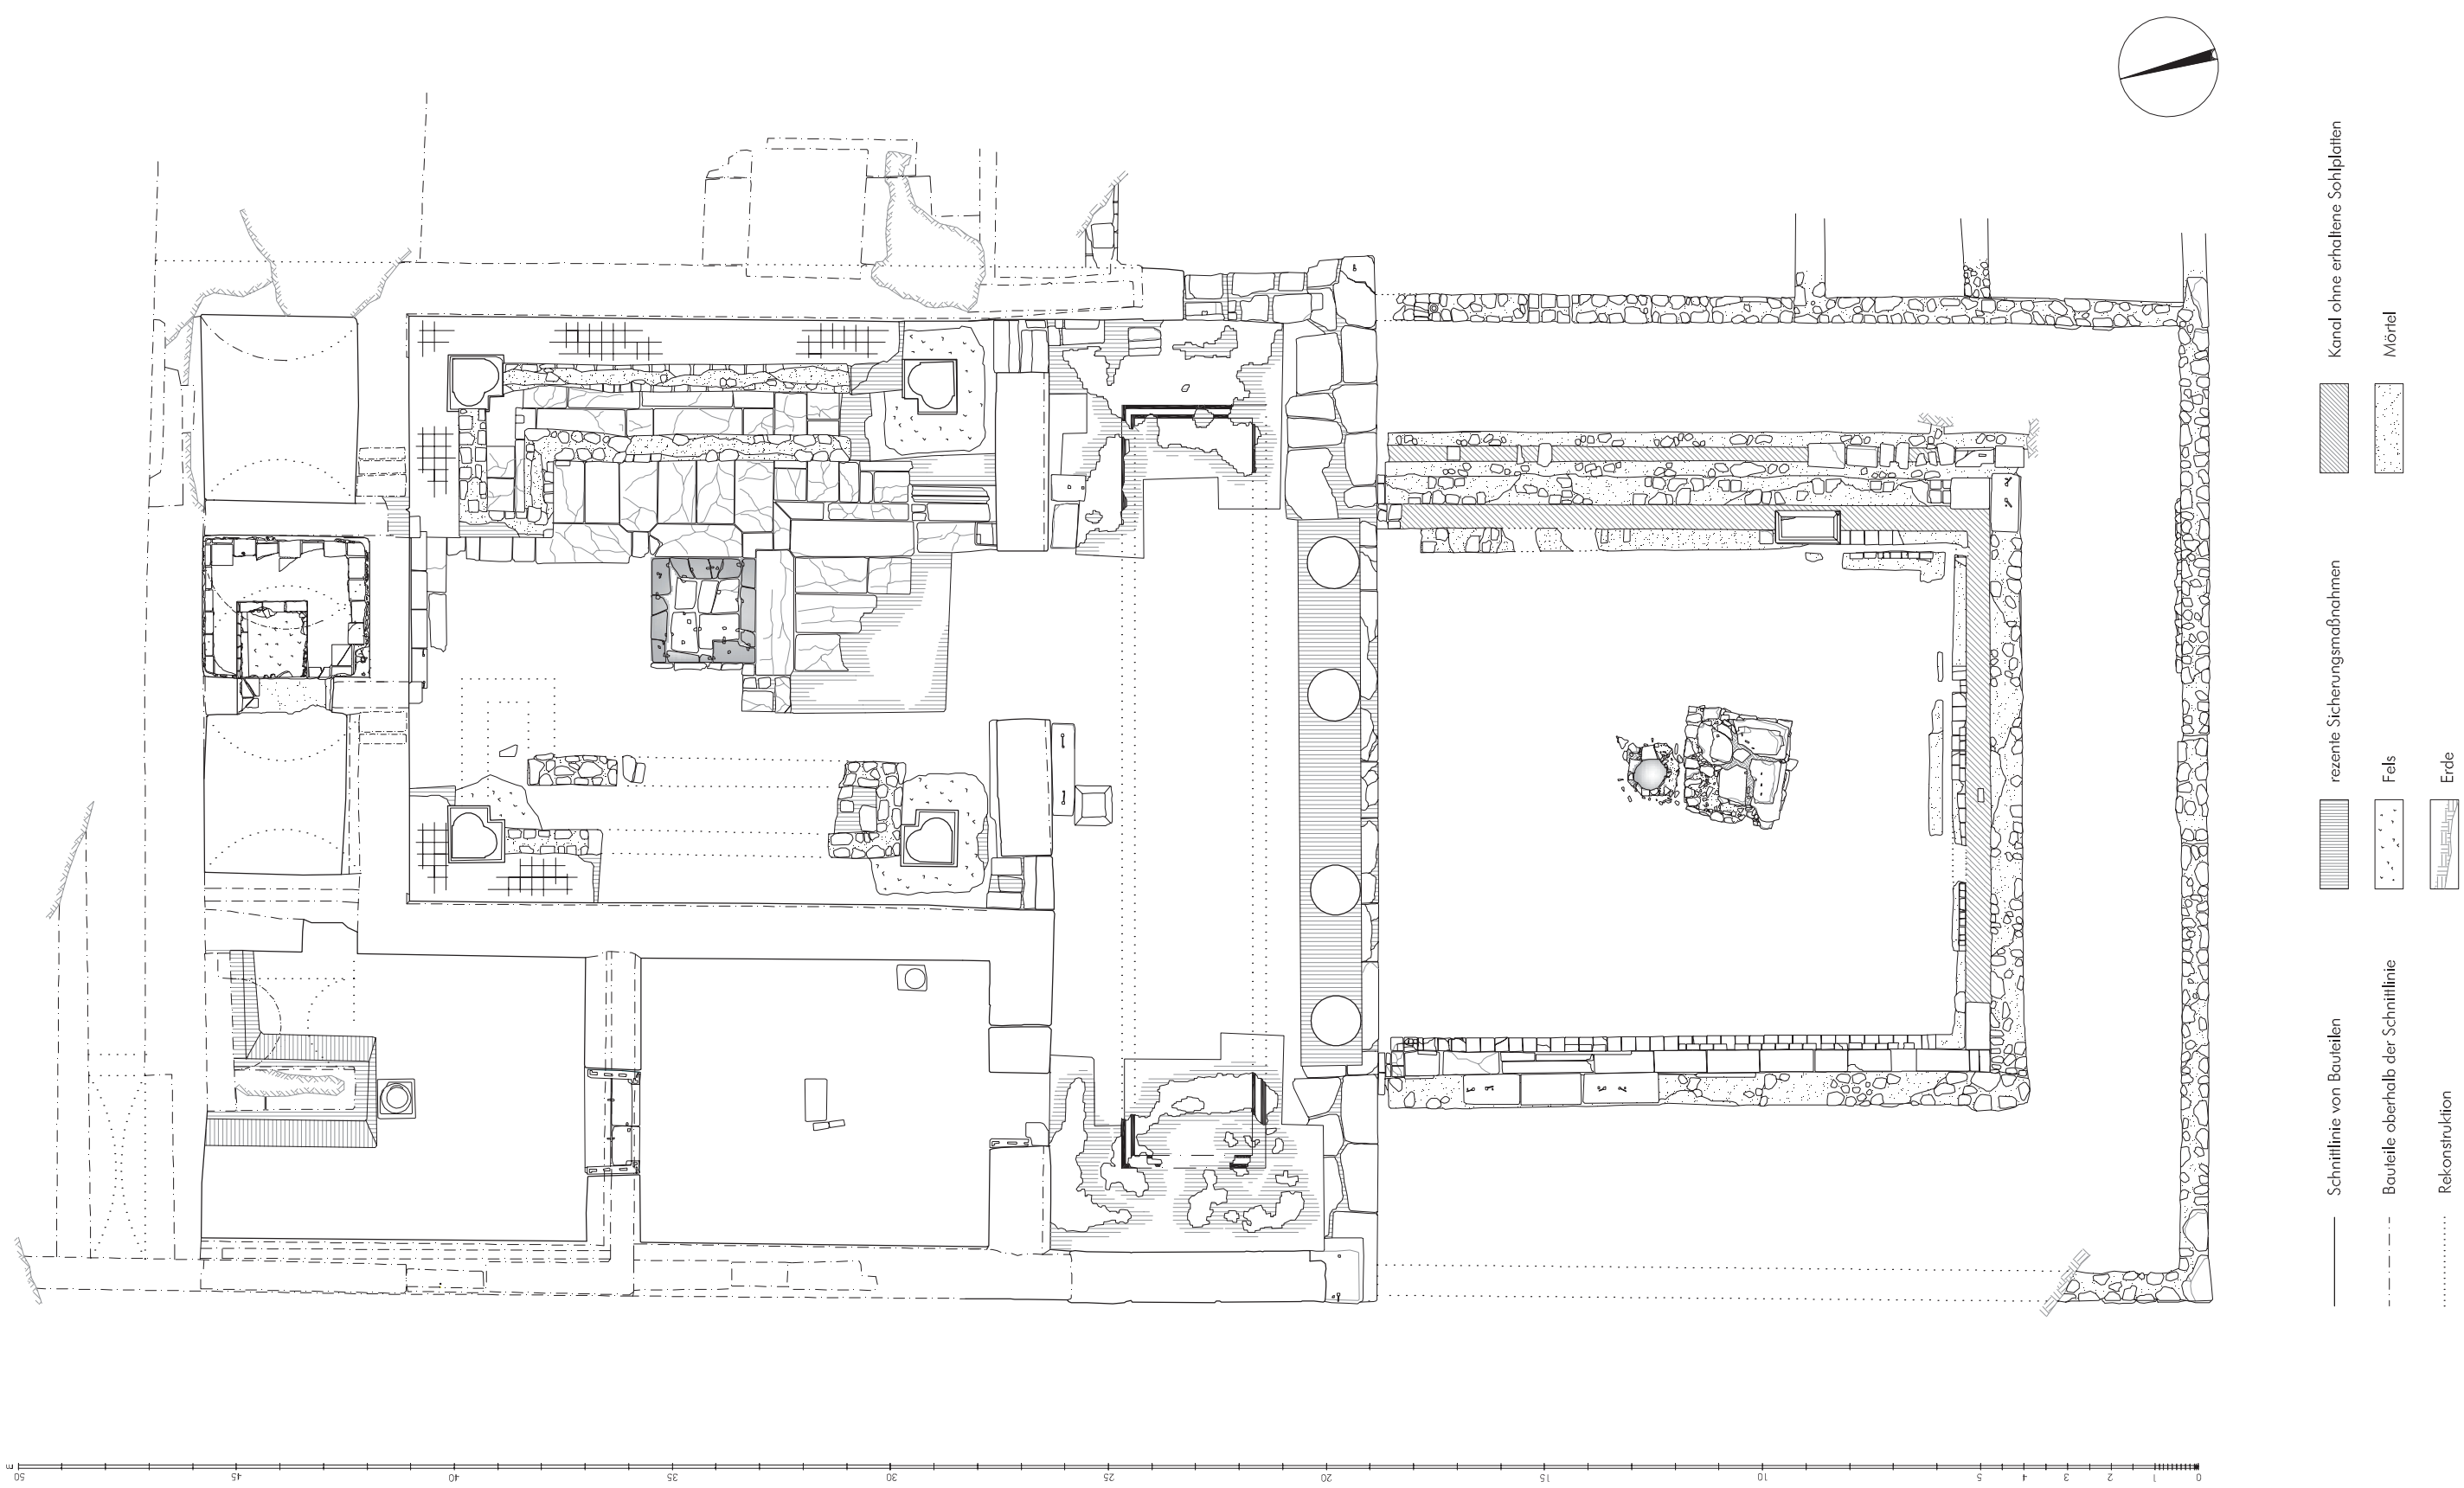 Schnittlinie von Bauteilen
Bauteile oberhalb der Schnittlinie
Rekonstruktion
rezente Sicherungsmaßnahmen
Fels
Erde
Kanal ohne erhaltene Sohlplatten
Mörtel
0 1 2 3 4 5 10 15 20 25 30 35 40 45 50 m